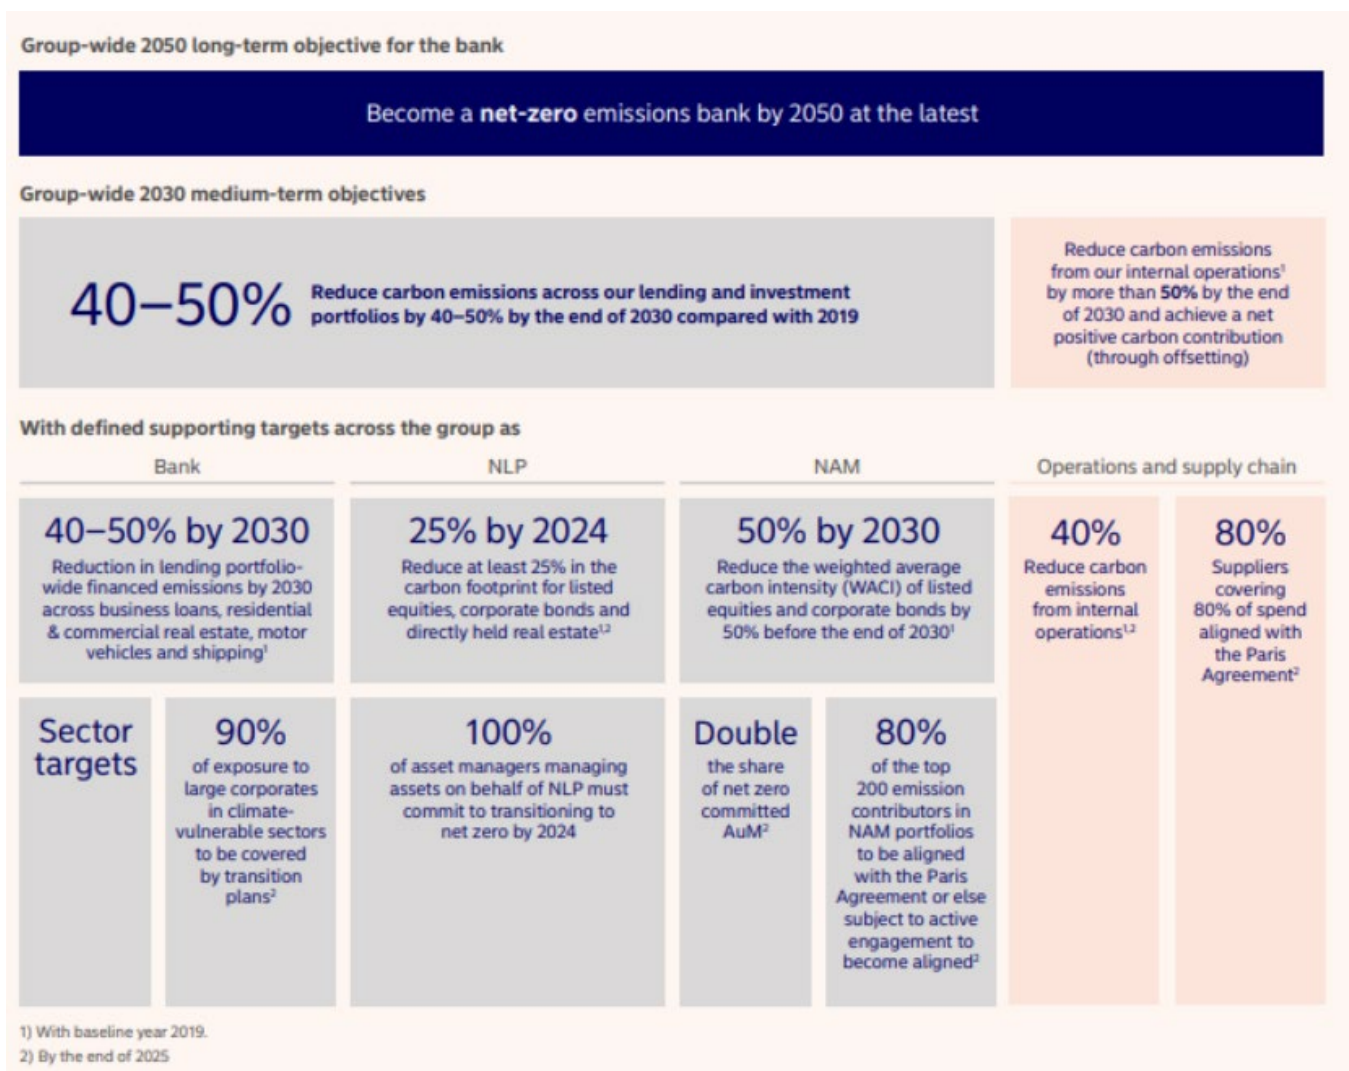 Group-wide 2050 long-term objective for the bank
Become a net-zero emissions bank by 2050 at the latest
Group-wide 2030 medium-term objectives
40–50%
Reduce carbon emissions across our lending and investment
portfolios by 40–50% by the end of 2030 compared with 2019
Reduce carbon emissions
from our internal operations¹
by more than 50% by the end
of 2030 and achieve a net
positive carbon contribution
(through offsetting)
With defined supporting targets across the group as
Bank
NLP
NAM
Operations and supply chain
40–50% by 2030
Reduction in lending portfolio-
wide financed emissions by 2030
across business loans, residential
& commercial real estate, motor
vehicles and shipping¹
25% by 2024
Reduce at least 25% in the
carbon footprint for listed
equities, corporate bonds and
directly held real estate¹,²
50% by 2030
Reduce the weighted average
carbon intensity (WACI) of listed
equities and corporate bonds by
50% before the end of 2030¹
40%
Reduce carbon
emissions
from internal
operations¹,²
80%
Suppliers
covering
80% of spend
aligned with
the Paris
Agreement²
Sector
targets
90%
of exposure to
large corporates
in climate-
vulnerable sectors
to be covered
by transition
plans²
100%
of asset managers managing
assets on behalf of NLP must
commit to transitioning to
net zero by 2024
Double
the share
of net zero
committed
AuM²
80%
of the top
200 emission
contributors in
NAM portfolios
to be aligned
with the Paris
Agreement or else
subject to active
engagement to
become aligned²
1) With baseline year 2019.
2) By the end of 2025